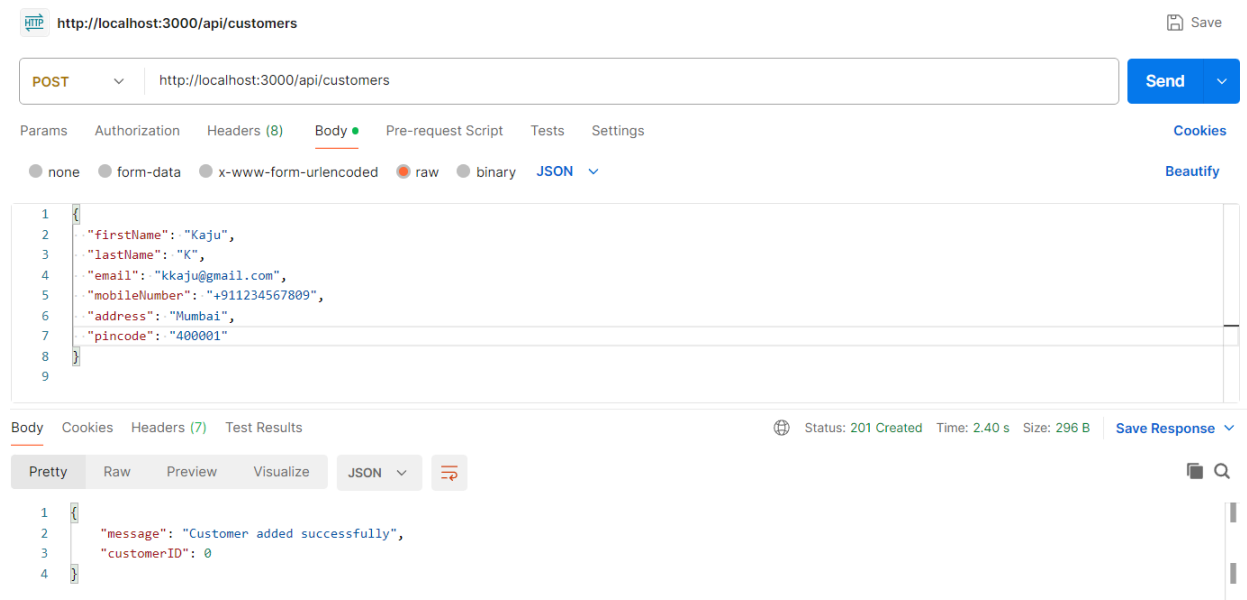 HTTP http://localhost:3000/api/customers Save
POST http://localhost:3000/api/customers Send
Params Authorization Headers (8) Body Pre-request Script Tests Settings Cookies
none form-data x-www-form-urlencoded raw binary JSON Beautify
1 {
2 "firstName": "Kaju",
3 "lastName": "K",
4 "email": "kkaju@gmail.com",
5 "mobileNumber": "+911234567809",
6 "address": "Mumbai",
7 "pincode": "400001"
8 }
9
Body Cookies Headers (7) Test Results Status: 201 Created Time: 2.40 s Size: 296 B Save Response
Pretty Raw Preview Visualize JSON
1 {
2 "message": "Customer added successfully",
3 "customerID": 0
4 }